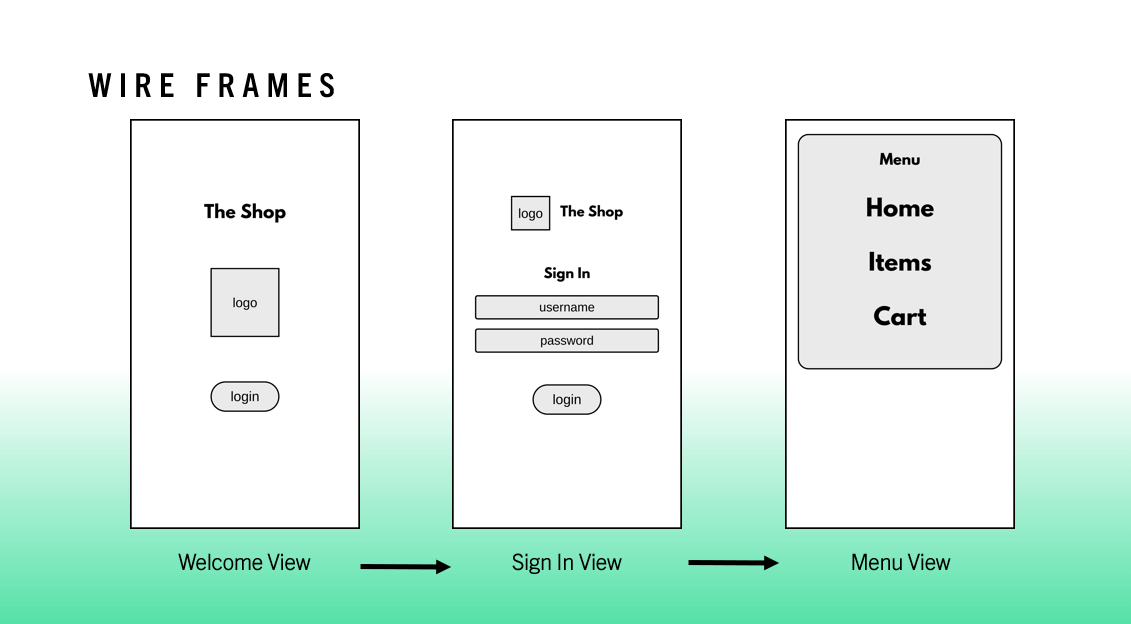 WIRE FRAMES
The Shop
logo
login
Welcome View
logo The Shop
Sign In
username
password
login
Sign In View
Menu
Home
Items
Cart
Menu View